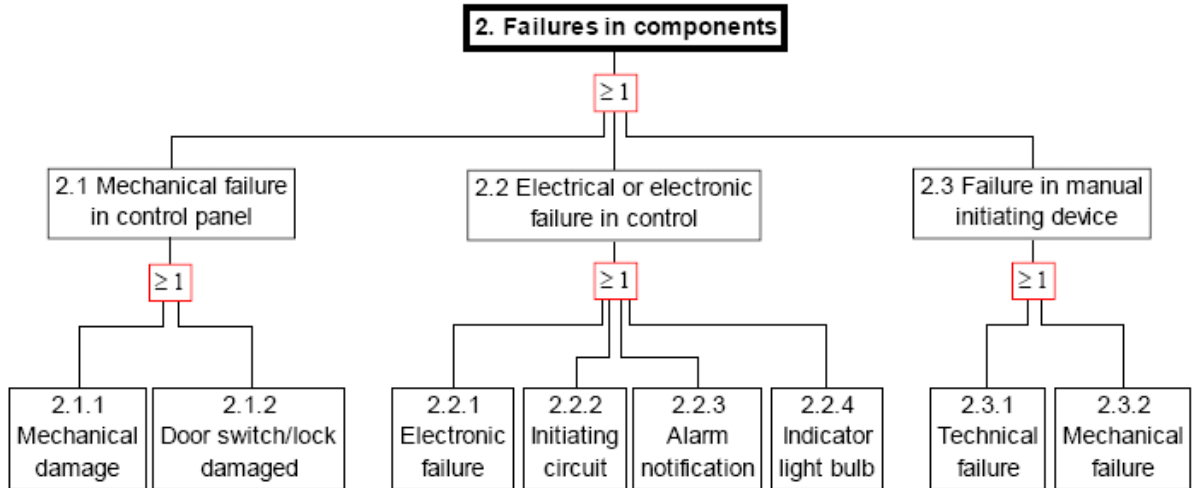 2. Failures in components
≥ 1
2.1 Mechanical failure
in control panel
2.2 Electrical or electronic
failure in control
2.3 Failure in manual
initiating device
≥ 1
≥ 1
≥ 1
2.1.1
Mechanical
damage
2.1.2
Door switch/lock
damaged
2.2.1
Electronic
failure
2.2.2
Initiating
circuit
2.2.3
Alarm
notification
2.2.4
Indicator
light bulb
2.3.1
Technical
failure
2.3.2
Mechanical
failure